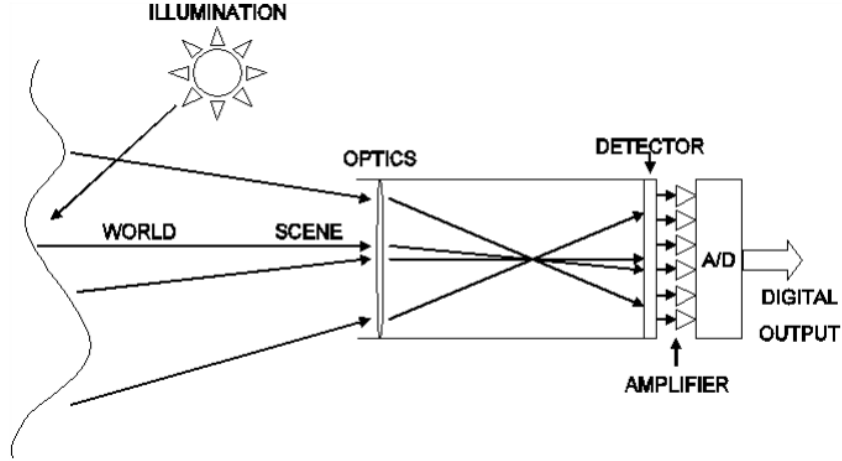 ILLUMINATION
OPTICS
DETECTOR
WORLD
SCENE
A/D
DIGITAL
OUTPUT
AMPLIFIER